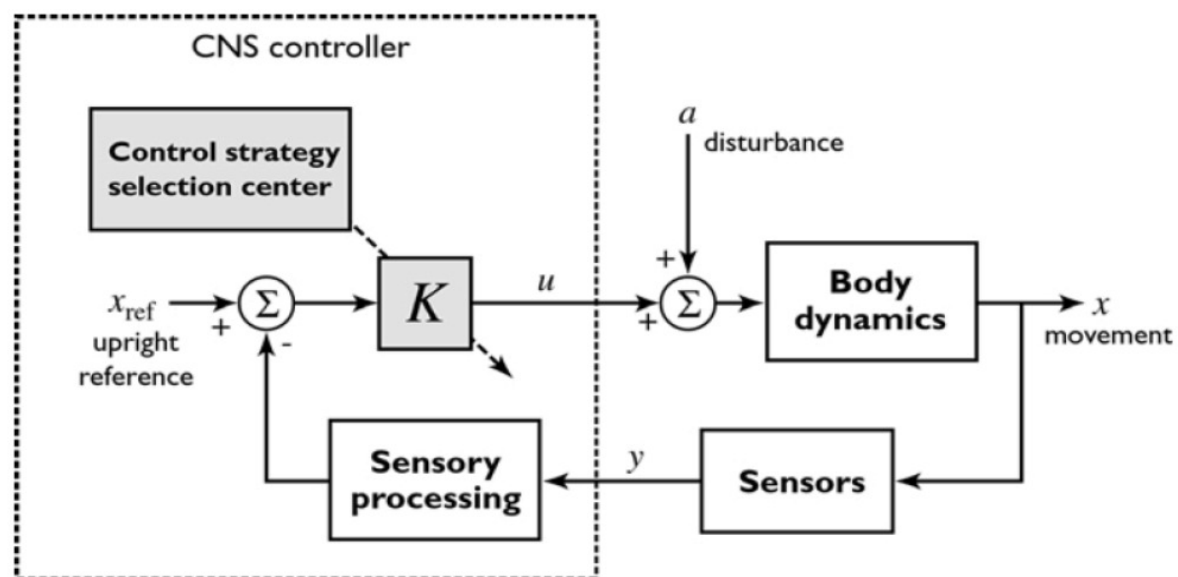 CNS controller
Control strategy
selection center
a
disturbance
+
x_ref
+
upright
reference
Σ
-
K
u
+
Σ
Body
dynamics
x
movement
Sensory
processing
y
Sensors